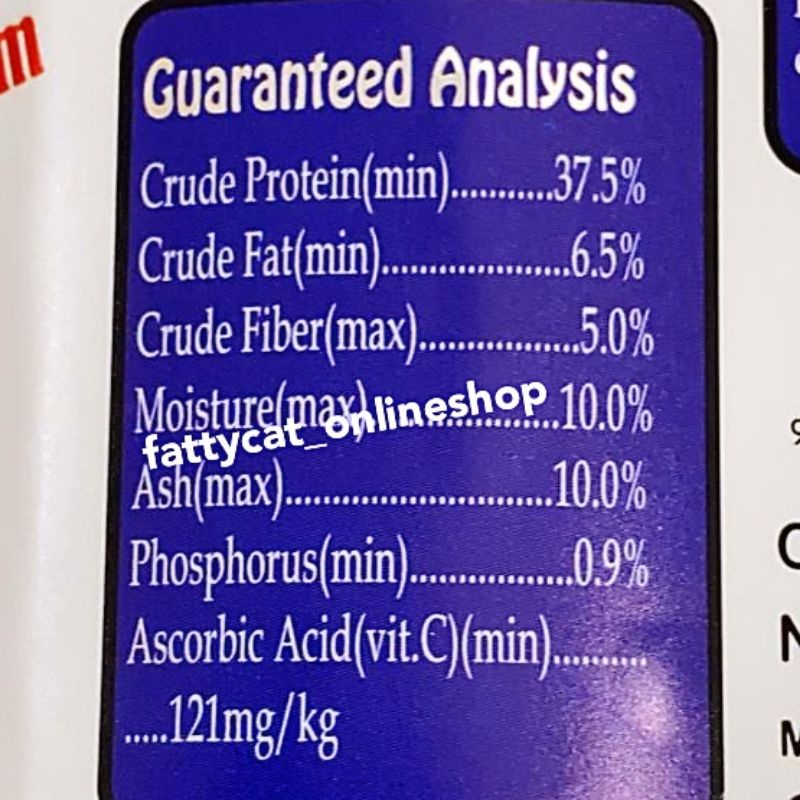 m
Guaranteed Analysis
Crude Protein(min)...........37.5%
Crude Fat(min)....................6.5%
Crude Fiber(max).................5.0%
Moisture(max)....................10.0%
fattycat_onlineshop
Ash(max).............................10.0%
Phosphorus(min).................0.9%
Ascorbic Acid(vit.C)(min)..........
.....121mg/kg